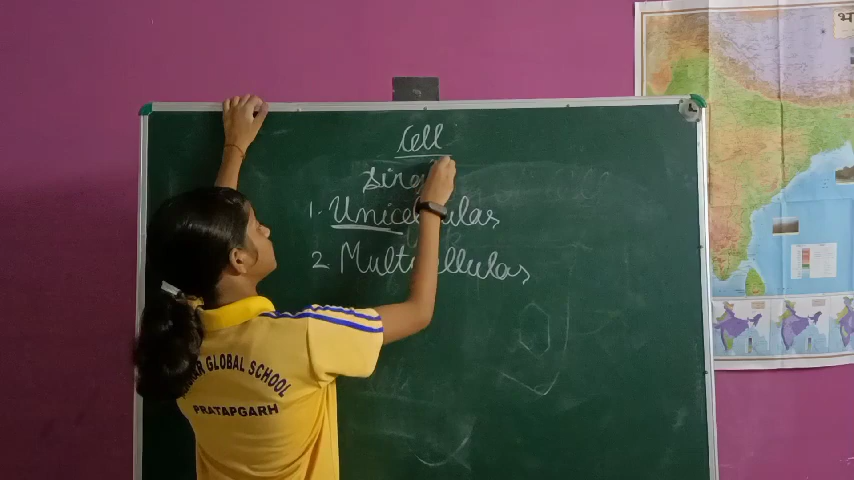 Cell
1. Unicellular
2 Multicellular
GLOBAL SCHOOL
PRATAPGARH